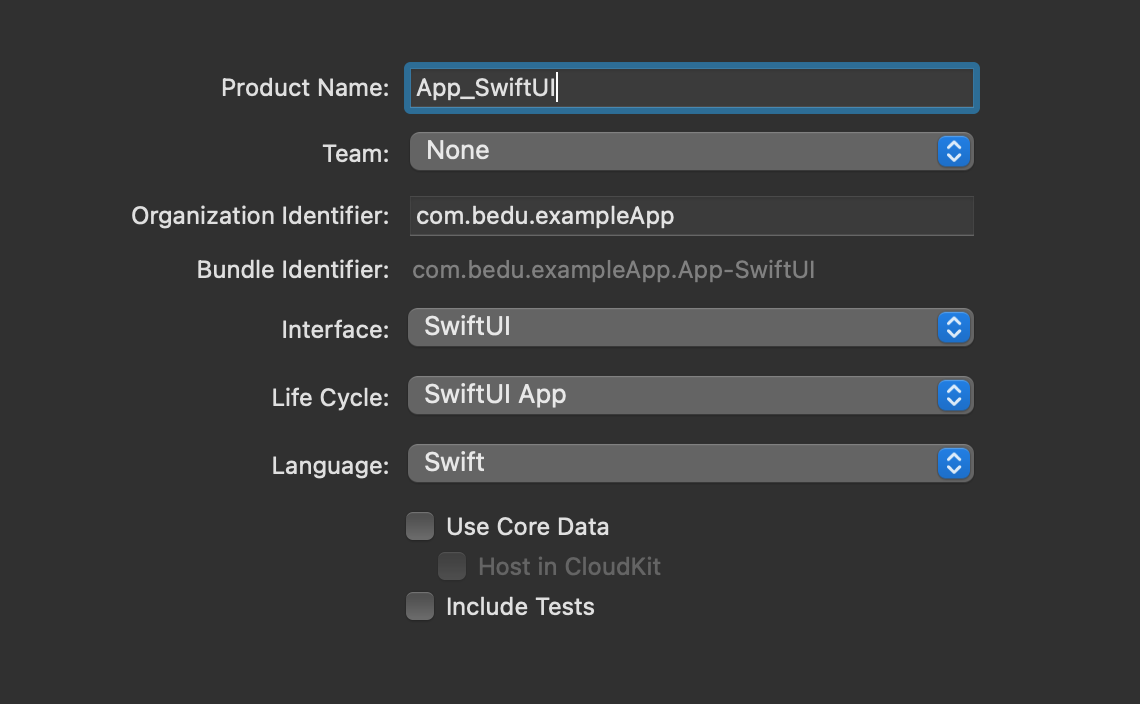 Product Name: App_SwiftUI
Team: None
Organization Identifier: com.bedu.exampleApp
Bundle Identifier: com.bedu.exampleApp.App-SwiftUI
Interface: SwiftUI
Life Cycle: SwiftUI App
Language: Swift
Use Core Data
Host in CloudKit
Include Tests